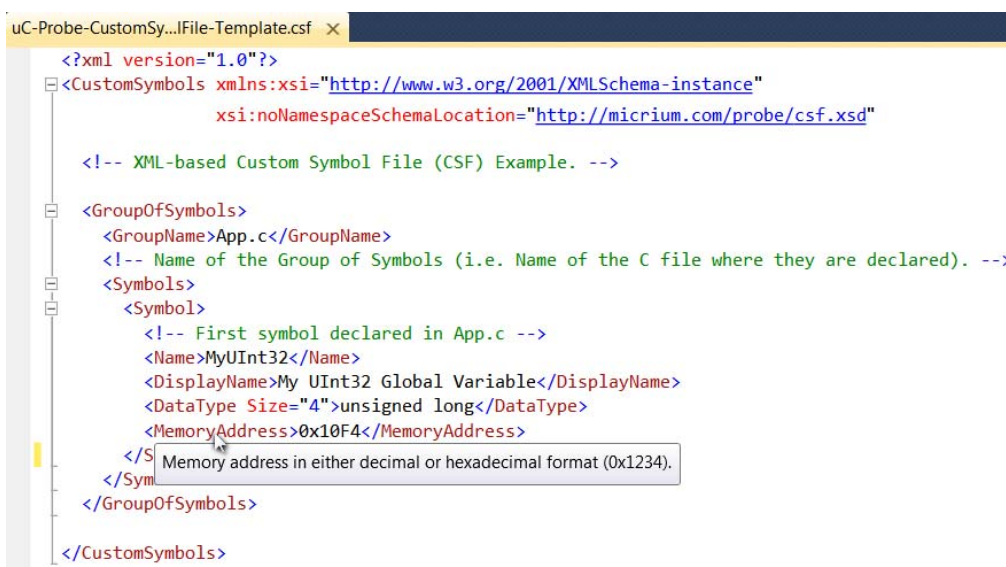 uC-Probe-CustomSy...lFile-Template.csf ×
<?xml version="1.0"?>
<CustomSymbols xmlns:xsi="http://www.w3.org/2001/XMLSchema-instance"
xsi:noNamespaceSchemaLocation="http://micrium.com/probe/csf.xsd"
<!-- XML-based Custom Symbol File (CSF) Example. -->
<GroupOfSymbols>
<GroupName>App.c</GroupName>
<!-- Name of the Group of Symbols (i.e. Name of the C file where they are declared). -->
<Symbols>
<Symbol>
<!-- First symbol declared in App.c -->
<Name>MyUInt32</Name>
<DisplayName>My UInt32 Global Variable</DisplayName>
<DataType Size="4">unsigned long</DataType>
<MemoryAddress>0x10F4</MemoryAddress>
</S
Memory address in either decimal or hexadecimal format (0x1234).
</Sym
</GroupOfSymbols>
</CustomSymbols>